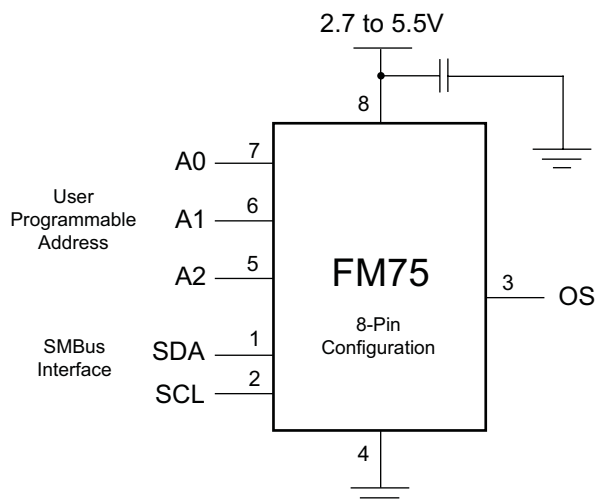 2.7 to 5.5V
8
A0
7
User
Programmable
Address
A1
6
A2
5
FM75
8-Pin
Configuration
3
OS
SMBus
Interface
SDA
1
SCL
2
4